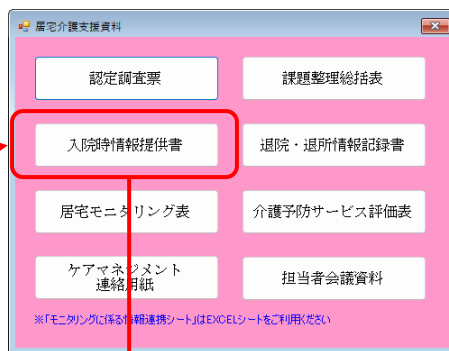 居宅介護支援資料
認定調査票
課題整理総括表
入院時情報提供書
退院・退所情報記録書
居宅モニタリング表
介護予防サービス評価表
ケアマネジメント
連絡用紙
担当者会議資料
※「モニタリングに係る情報連携シート」はEXCELシートをご利用ください